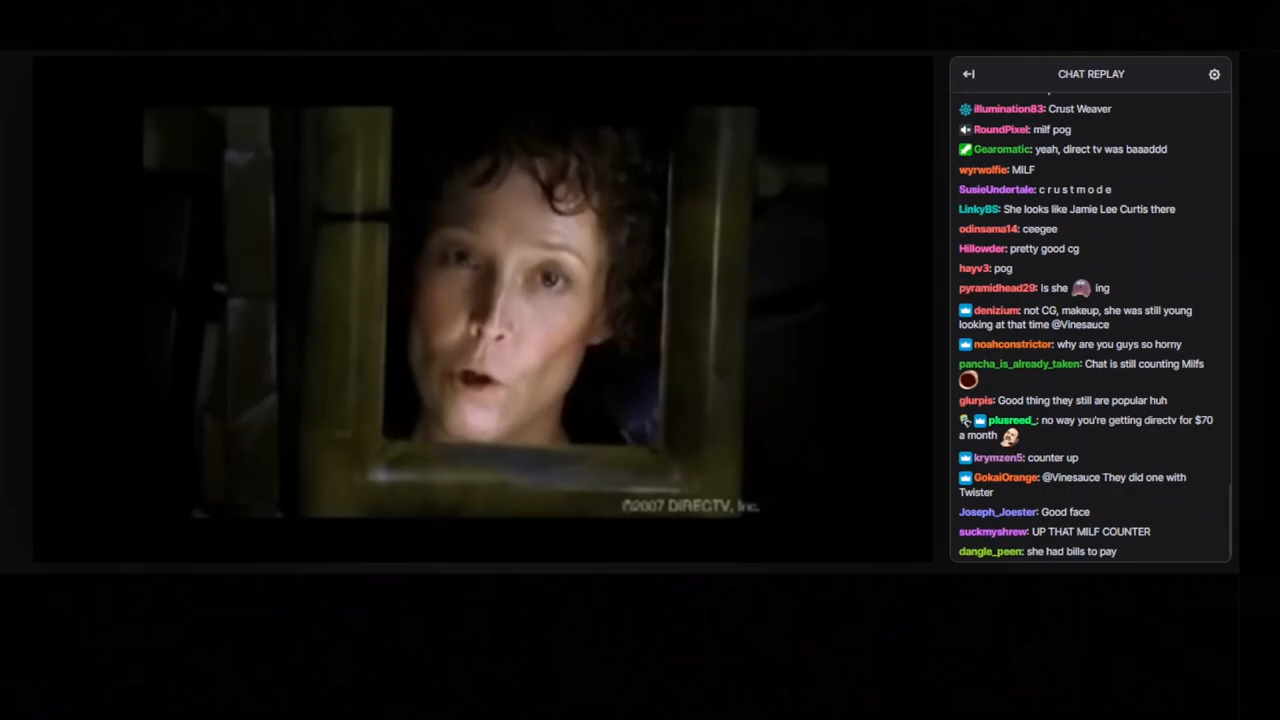 CHAT REPLAY
illumination83: Crust Weaver
RoundPixel: milf pog
Gearomatic: yeah, direct tv was baaaddd
wyrwolfie: MILF
SusieUndertale: c r u s t m o d e
LinkyBS: She looks like Jamie Lee Curtis there
odinsama14: ceegee
Hillowder: pretty good cg
hayv3: pog
pyramidhead29: Is she ing
denizium: not CG, makeup, she was still young
looking at that time @Vinesauce
noahconstrictor: why are you guys so horny
pancha_is_already_taken: Chat is still counting Milfs
glurpis: Good thing they still are popular huh
plusreed_: no way you're getting directv for $70
a month
krymzen5: counter up
GokaiOrange: @Vinesauce They did one with
Twister
Joseph_Joester: Good face
suckmyshrew: UP THAT MILF COUNTER
dangle_peen: she had bills to pay
©2007 DIRECTV, Inc.